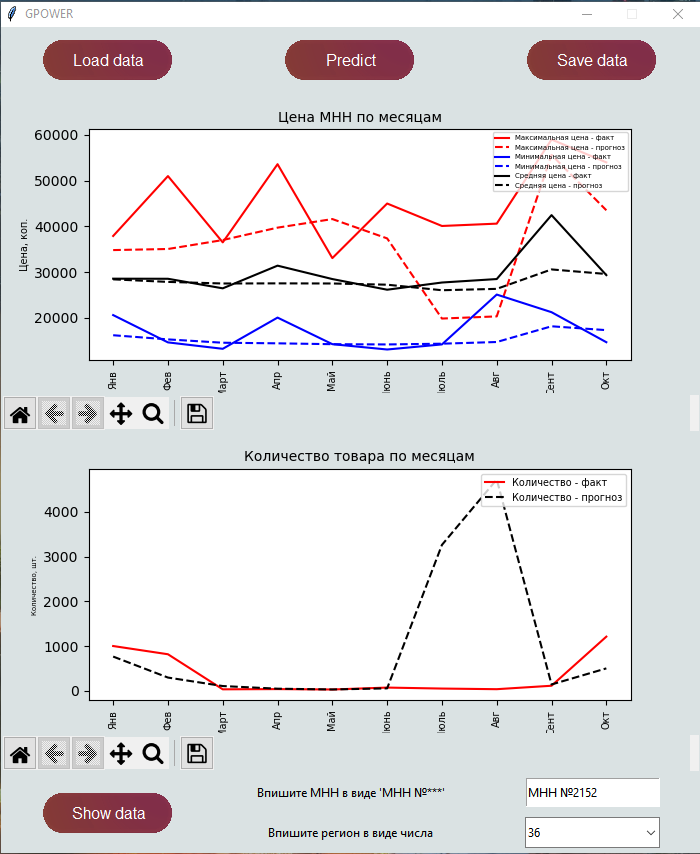 GPOWER
Load data
Predict
Save data
Цена МНН по месяцам
Цена, коп.
60000
50000
40000
30000
20000
Максимальная цена - факт
Максимальная цена - прогноз
Минимальная цена - факт
Минимальная цена - прогноз
Средняя цена - факт
Средняя цена - прогноз
Янв
Фев
Март
Апр
Май
Июнь
Июль
Авг
Сент
Окт
Количество товара по месяцам
Количество, шт.
4000
3000
2000
1000
0
Количество - факт
Количество - прогноз
Янв
Фев
Март
Апр
Май
Июнь
Июль
Авг
Сент
Окт
Впишите МНН в виде 'МНН №***'
МНН №2152
Show data
Впишите регион в виде числа
36